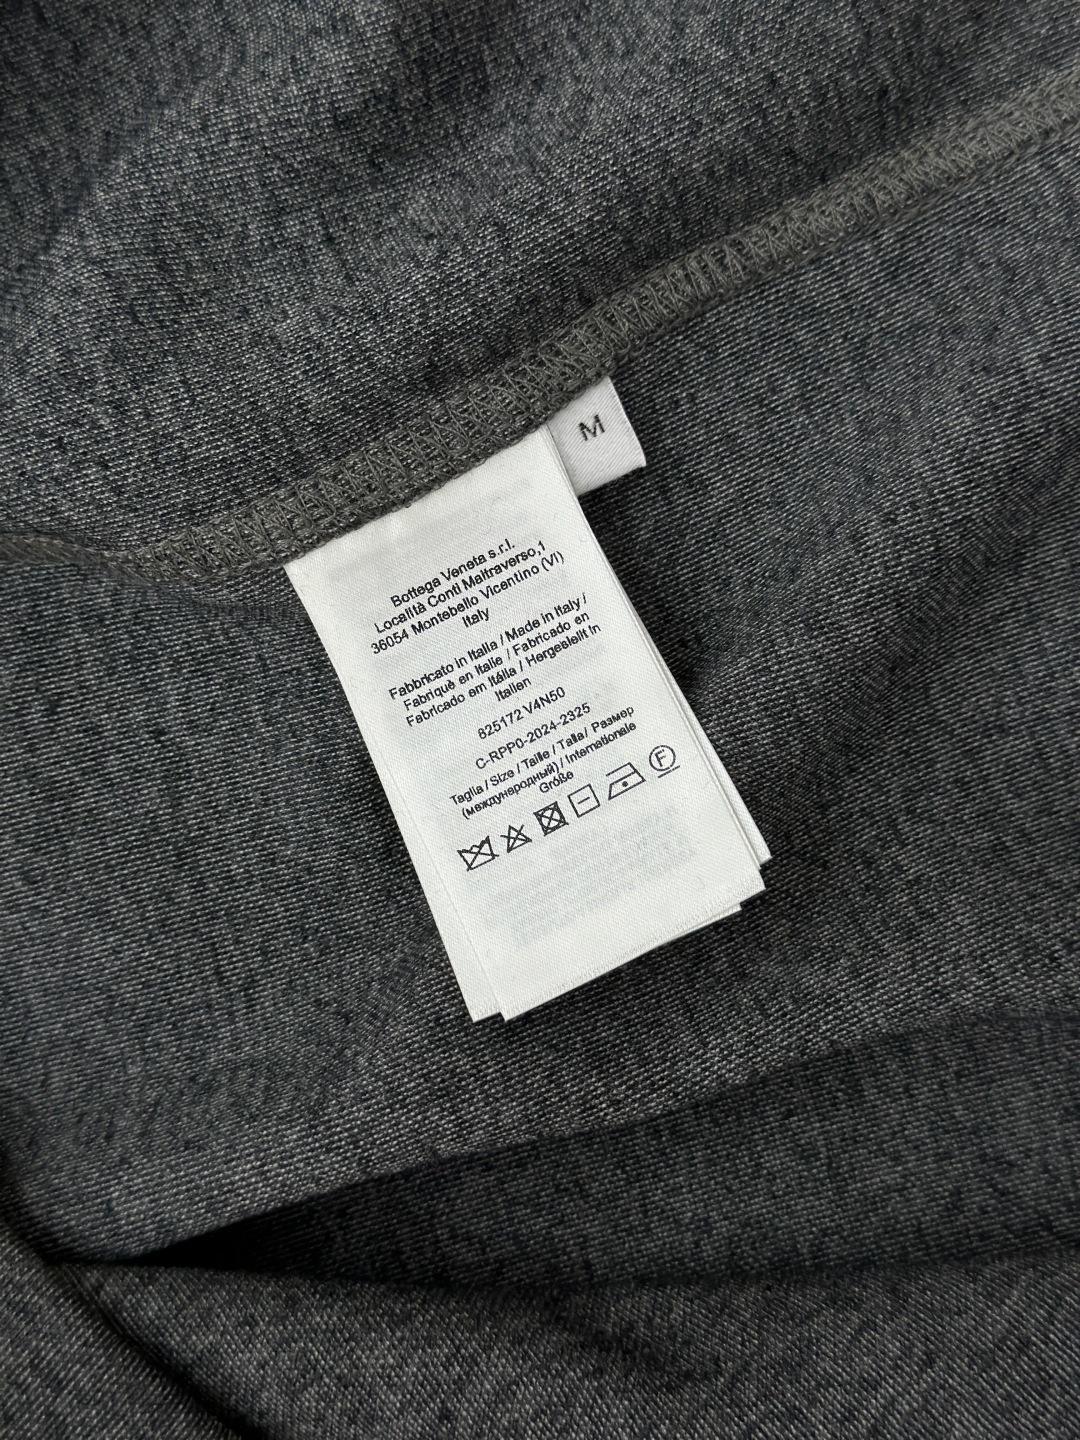 M
Bottega Veneta s.r.l.
Località Conti Maltraverso,1
36054 Montebello Vicentino (VI)
Italy
Fabbricato in Italia / Made in Italy /
Fabriqué en Italie / Fabricado en
Fabricado em Itália / Hergestellt in
Italien
825172 V4N50
C-RPP0-2024-2325
Taglia / Size / Taille / Talla / Размер
(международный) / Internationale
Größe
F